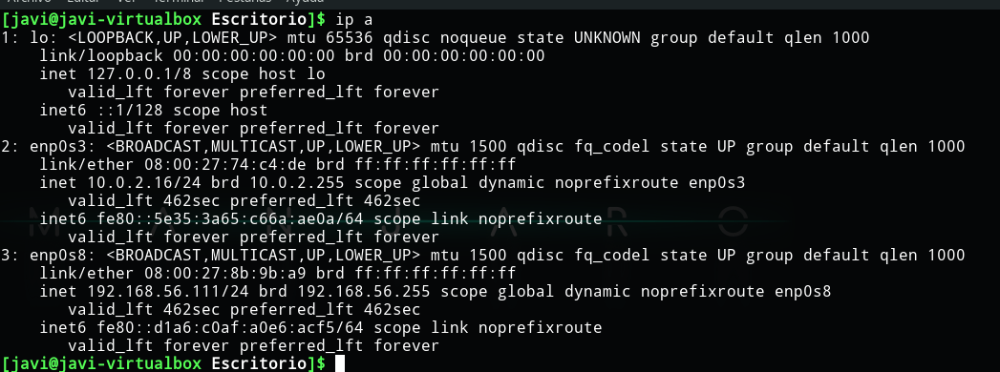 [javi@javi-virtualbox Escritorio]$ ip a
1: lo: <LOOPBACK,UP,LOWER_UP> mtu 65536 qdisc noqueue state UNKNOWN group default qlen 1000
    link/loopback 00:00:00:00:00:00 brd 00:00:00:00:00:00
    inet 127.0.0.1/8 scope host lo
       valid_lft forever preferred_lft forever
    inet6 ::1/128 scope host
       valid_lft forever preferred_lft forever
2: enp0s3: <BROADCAST,MULTICAST,UP,LOWER_UP> mtu 1500 qdisc fq_codel state UP group default qlen 1000
    link/ether 08:00:27:74:c4:de brd ff:ff:ff:ff:ff:ff
    inet 10.0.2.16/24 brd 10.0.2.255 scope global dynamic noprefixroute enp0s3
       valid_lft 462sec preferred_lft 462sec
    inet6 fe80::5e35:3a65:c66a:ae0a/64 scope link noprefixroute
       valid_lft forever preferred_lft forever
3: enp0s8: <BROADCAST,MULTICAST,UP,LOWER_UP> mtu 1500 qdisc fq_codel state UP group default qlen 1000
    link/ether 08:00:27:8b:9b:a9 brd ff:ff:ff:ff:ff:ff
    inet 192.168.56.111/24 brd 192.168.56.255 scope global dynamic noprefixroute enp0s8
       valid_lft 462sec preferred_lft 462sec
    inet6 fe80::d1a6:c0af:a0e6:acf5/64 scope link noprefixroute
       valid_lft forever preferred_lft forever
[javi@javi-virtualbox Escritorio]$
MANJARO